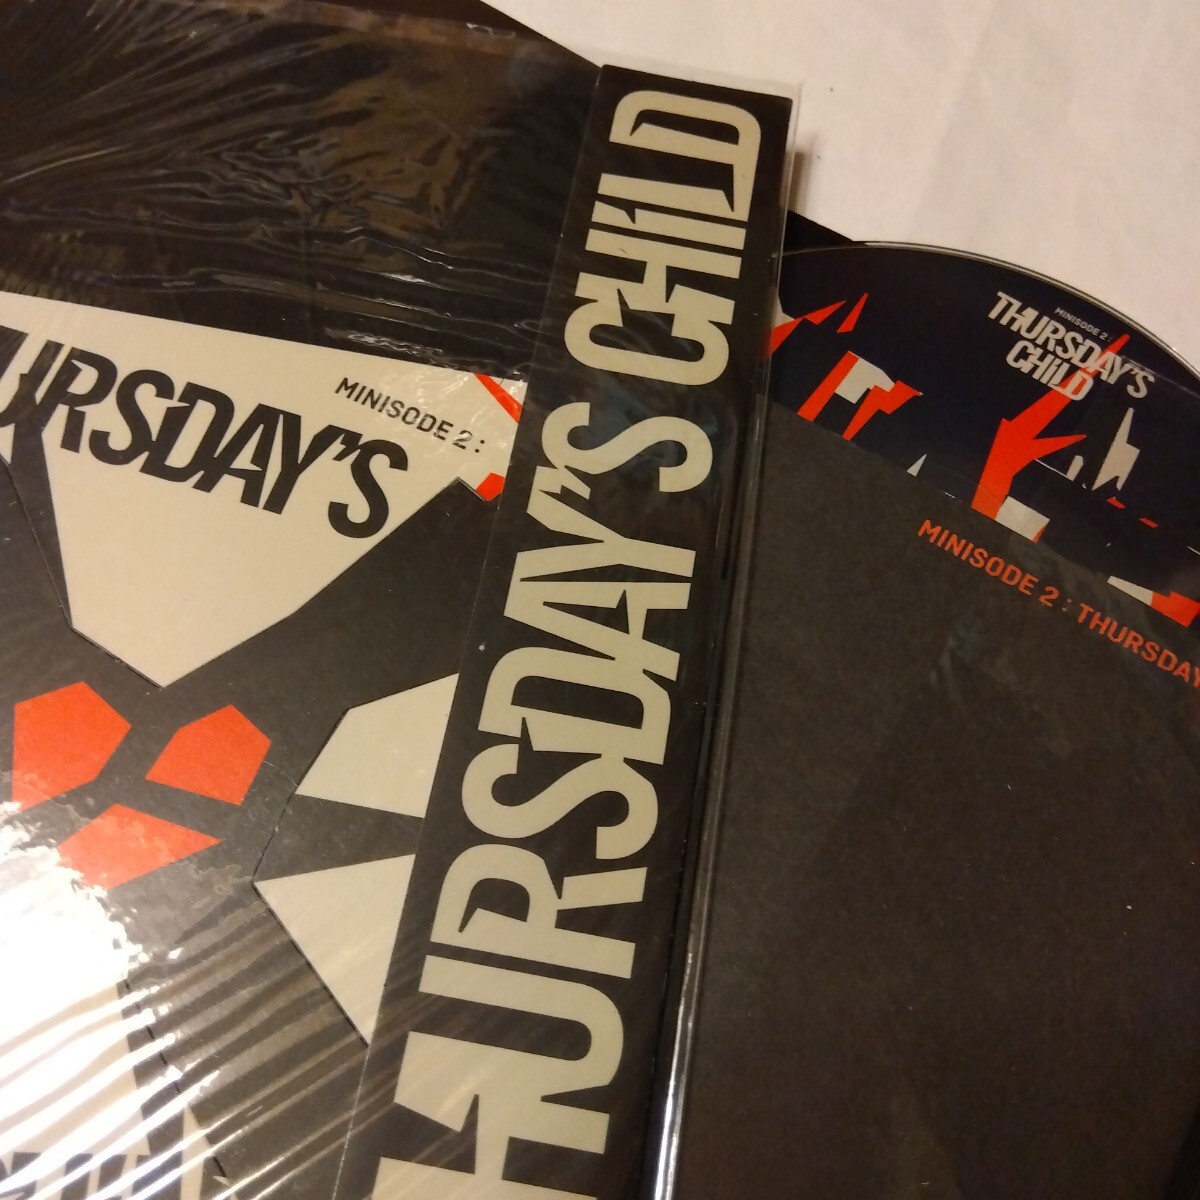 URSDAY'S
MINISODE 2 :
HURSDAY'S CHiLD
MINISODE 2 :
THURSDAY'S
CHiLD
MINISODE 2 : THURSDAY